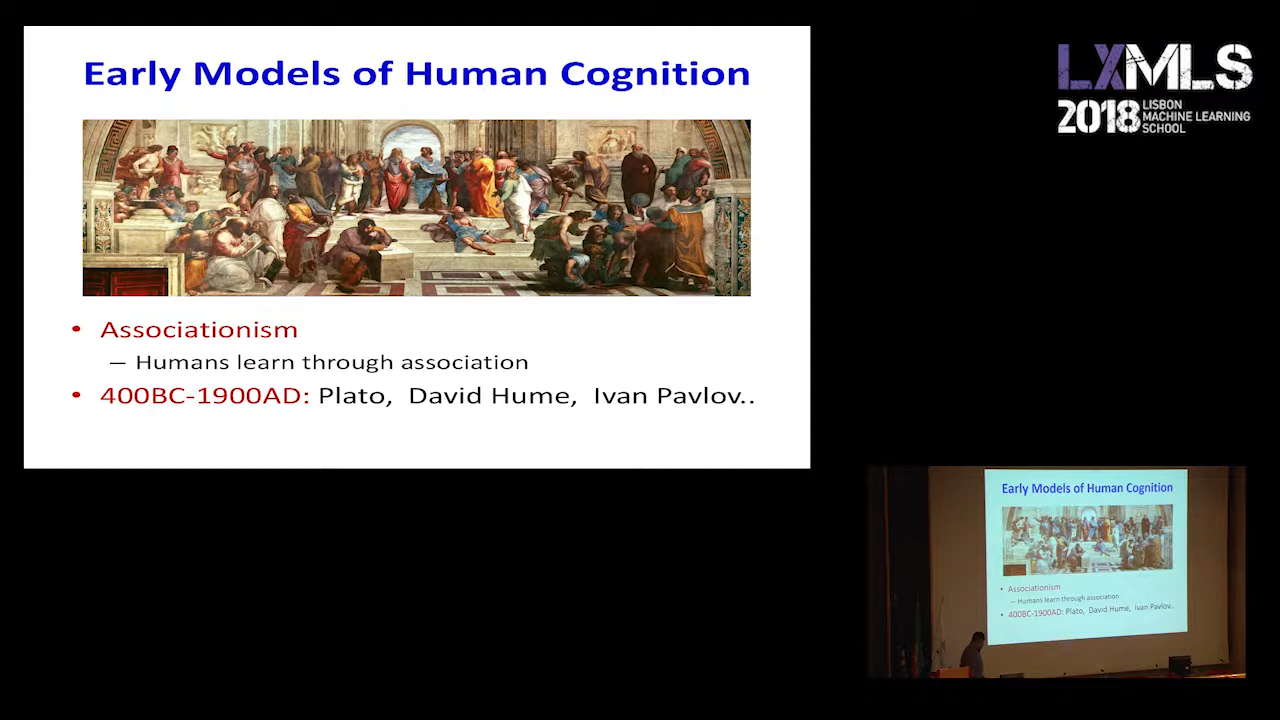 Early Models of Human Cognition
• Associationism
– Humans learn through association
• 400BC-1900AD: Plato, David Hume, Ivan Pavlov..
LXMLS
2018 LISBON
MACHINE LEARNING
SCHOOL
Early Models of Human Cognition
• Associationism
– Humans learn through association
• 400BC-1900AD: Plato, David Hume, Ivan Pavlov..